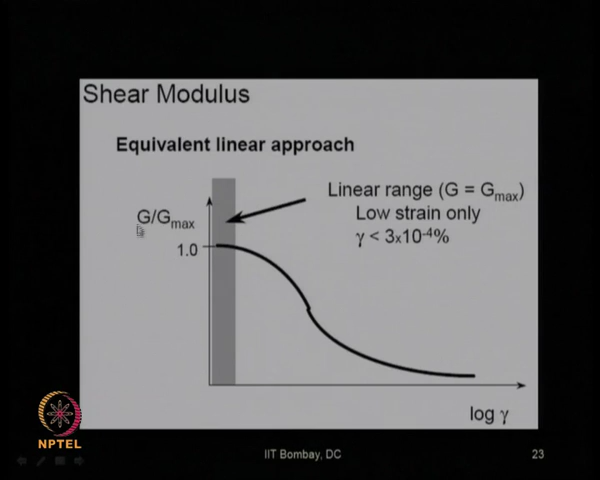 Shear Modulus
Equivalent linear approach
Linear range (G = Gmax)
Low strain only
γ < 3x10-4%
G/Gmax
1.0
log γ
NPTEL
IIT Bombay, DC
23